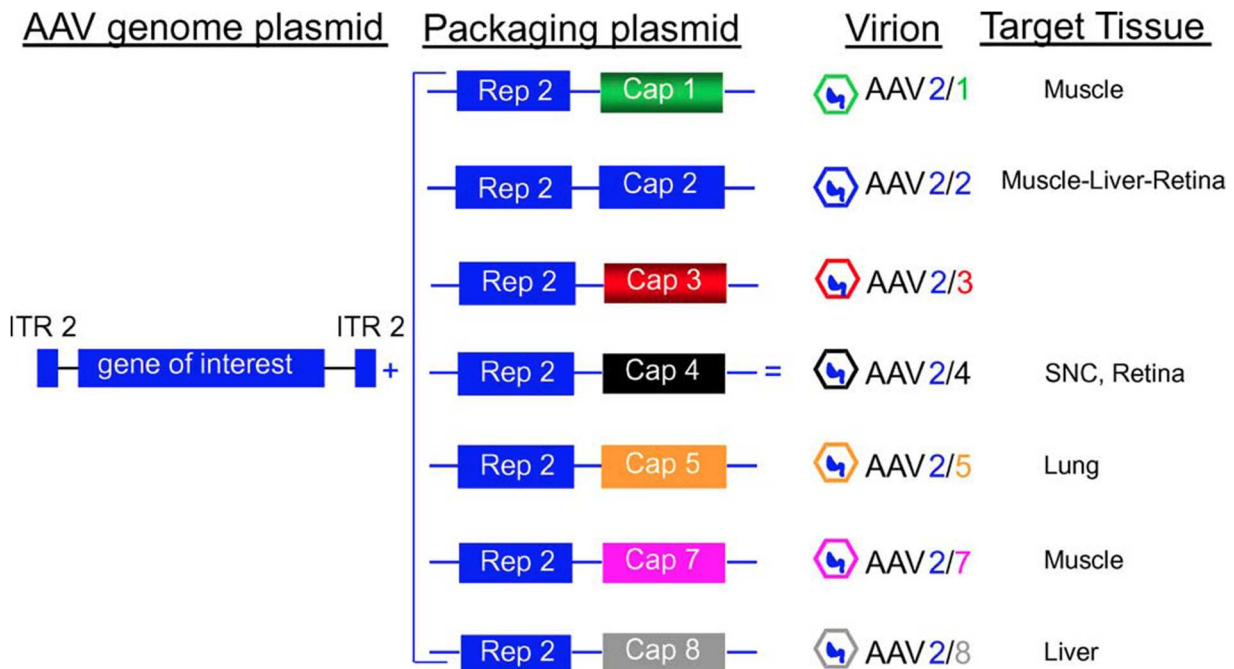 AAV genome plasmid Packaging plasmid Virion Target Tissue
Rep 2 Cap 1 AAV 2/1 Muscle
Rep 2 Cap 2 AAV 2/2 Muscle-Liver-Retina
Rep 2 Cap 3 AAV 2/3
ITR 2 ITR 2
gene of interest + Rep 2 Cap 4 = AAV 2/4 SNC, Retina
Rep 2 Cap 5 AAV 2/5 Lung
Rep 2 Cap 7 AAV 2/7 Muscle
Rep 2 Cap 8 AAV 2/8 Liver